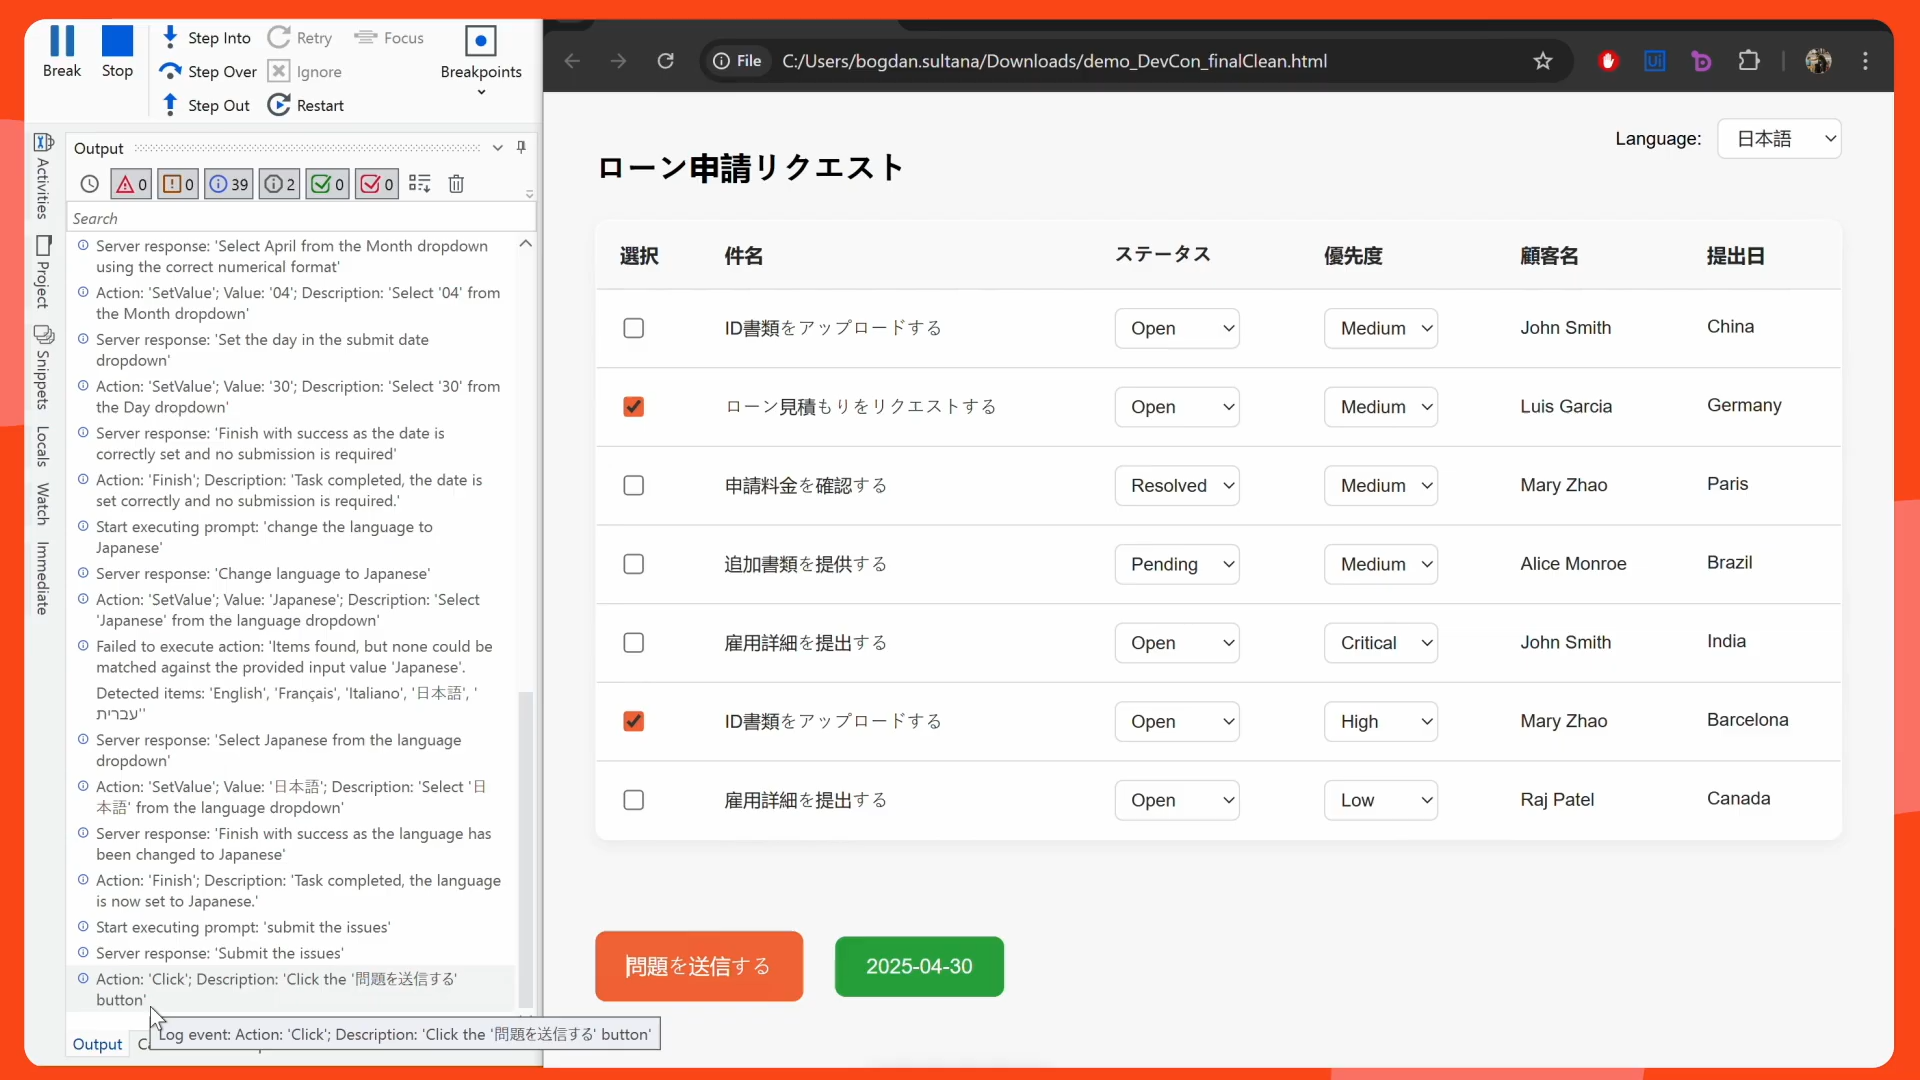 Break
Stop
Step Into
Step Over
Step Out
Retry
Ignore
Restart
Focus
Breakpoints
Activities
Project
Snippets
Locals
Watch
Immediate
Output
0
0
39
2
0
0
Search
Server response: 'Select April from the Month dropdown
using the correct numerical format'
Action: 'SetValue'; Value: '04'; Description: 'Select '04' from
the Month dropdown'
Server response: 'Set the day in the submit date
dropdown'
Action: 'SetValue'; Value: '30'; Description: 'Select '30' from
the Day dropdown'
Server response: 'Finish with success as the date is
correctly set and no submission is required'
Action: 'Finish'; Description: 'Task completed, the date is
set correctly and no submission is required.'
Start executing prompt: 'change the language to
Japanese'
Server response: 'Change language to Japanese'
Action: 'SetValue'; Value: 'Japanese'; Description: 'Select
'Japanese' from the language dropdown'
Failed to execute action: 'Items found, but none could be
matched against the provided input value 'Japanese'.
Detected items: 'English', 'Français', 'Italiano', '日本語', '
עברית''
Server response: 'Select Japanese from the language
dropdown'
Action: 'SetValue'; Value: '日本語'; Description: 'Select '日
本語' from the language dropdown'
Server response: 'Finish with success as the language has
been changed to Japanese'
Action: 'Finish'; Description: 'Task completed, the language
is now set to Japanese.'
Start executing prompt: 'submit the issues'
Server response: 'Submit the issues'
Action: 'Click'; Description: 'Click the '問題を送信する'
button'
Output
Log event: Action: 'Click'; Description: 'Click the '問題を送信する' button'
File
C:/Users/bogdan.sultana/Downloads/demo_DevCon_finalClean.html
Ui
Language:
日本語
ローン申請リクエスト
選択 件名 ステータス 優先度 顧客名 提出日
ID書類をアップロードする Open Medium John Smith China
ローン見積もりをリクエストする Open Medium Luis Garcia Germany
申請料金を確認する Resolved Medium Mary Zhao Paris
追加書類を提供する Pending Medium Alice Monroe Brazil
雇用詳細を提出する Open Critical John Smith India
ID書類をアップロードする Open High Mary Zhao Barcelona
雇用詳細を提出する Open Low Raj Patel Canada
問題を送信する
2025-04-30